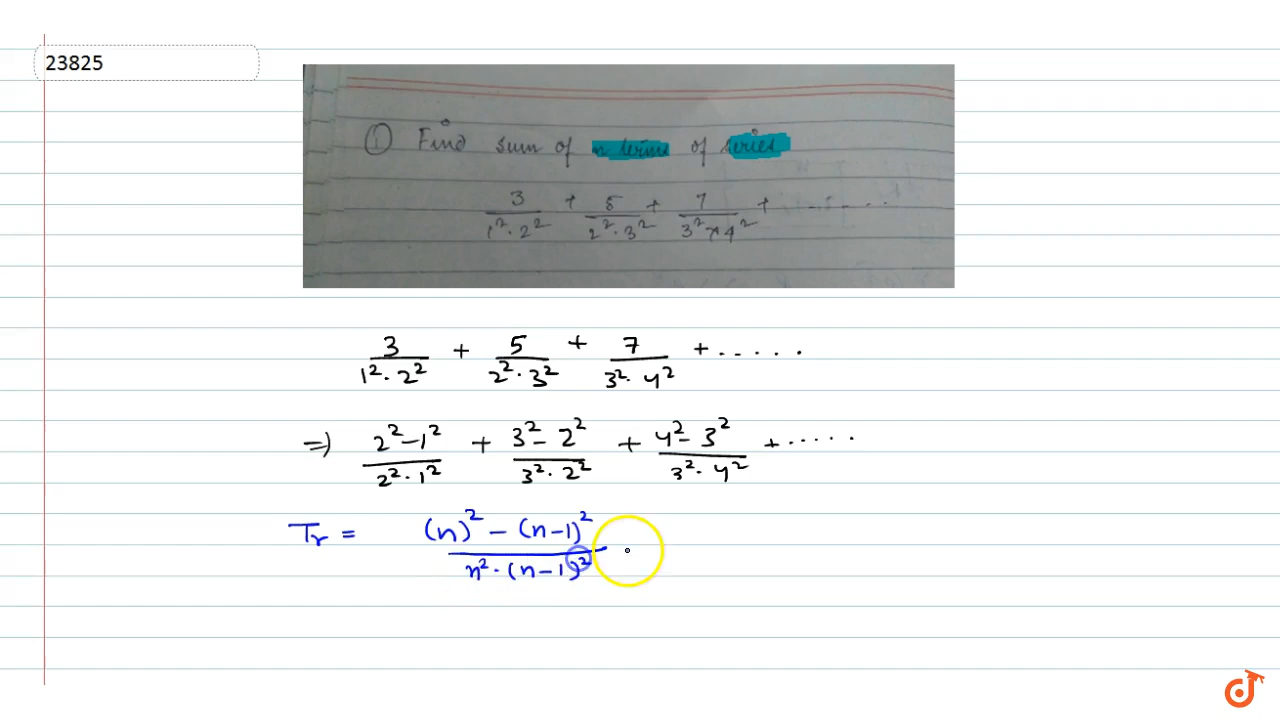 23825
① Find sum of n terms of series
3/1²·2² + 5/2²·3² + 7/3²×4² + ......
3/1²·2² + 5/2²·3² + 7/3²·4² + .....
=> 2²-1²/2²·1² + 3²-2²/3²·2² + 4²-3²/3²·4² + .....
Tr = (n)² - (n-1)²/n²·(n-1)²